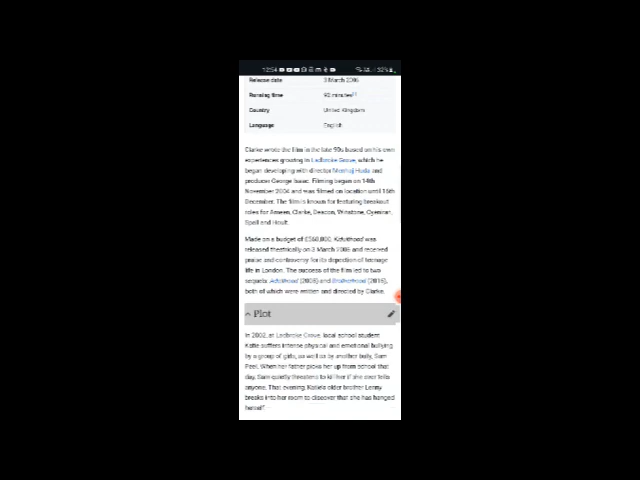 12:54
Release date 3 March 2006
Running time 90 minutes
Country United Kingdom
Language English
Clarke wrote the film in the late 90s based on his own
experiences growing in Ladbroke Grove, which he
began developing with director Menhaj Huda and
producer George Isaac. Filming began on 14th
November 2004 and was filmed on location until 16th
December. The film is known for featuring breakout
roles for Ameen, Clarke, Deacon, Whistone, Oyeniran,
Spall and Hoult.
Made on a budget of £560,000, Kidulthood was
released theatrically on 3 March 2006 and received
praise and controversy for its depiction of teenage
life in London. The success of the film led to two
sequels Adulthood (2008) and Brotherhood (2016),
both of which were written and directed by Clarke.
Plot
In 2002, at Ladbroke Grove, local school student
Katie suffers intense physical and emotional bullying
by a group of girls, as well as by another bully, Sam
Peel. When her father picks her up from school that
day, Sam quietly threatens to kill her if she ever tells
anyone. That evening, Katie's older brother Lenny
breaks into her room to discover that she has hanged
herself